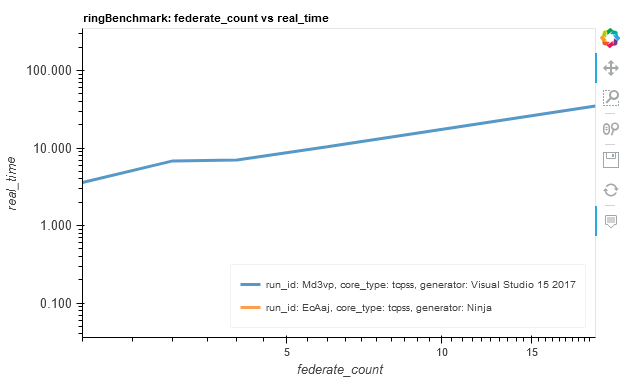 ringBenchmark: federate_count vs real_time
100.000
10.000
1.000
0.100
real_time
run_id: Md3vp, core_type: tcpss, generator: Visual Studio 15 2017
run_id: EcAaj, core_type: tcpss, generator: Ninja
5
10
15
federate_count